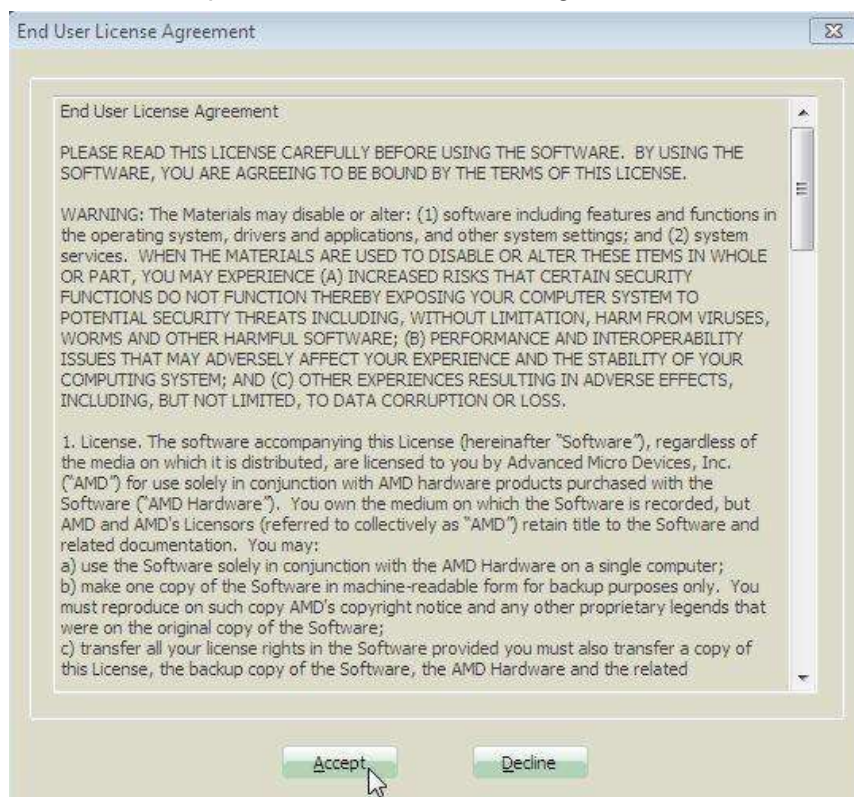 End User License Agreement
End User License Agreement
PLEASE READ THIS LICENSE CAREFULLY BEFORE USING THE SOFTWARE. BY USING THE
SOFTWARE, YOU ARE AGREEING TO BE BOUND BY THE TERMS OF THIS LICENSE.
WARNING: The Materials may disable or alter: (1) software including features and functions in
the operating system, drivers and applications, and other system settings; and (2) system
services. WHEN THE MATERIALS ARE USED TO DISABLE OR ALTER THESE ITEMS IN WHOLE
OR PART, YOU MAY EXPERIENCE (A) INCREASED RISKS THAT CERTAIN SECURITY
FUNCTIONS DO NOT FUNCTION THEREBY EXPOSING YOUR COMPUTER SYSTEM TO
POTENTIAL SECURITY THREATS INCLUDING, WITHOUT LIMITATION, HARM FROM VIRUSES,
WORMS AND OTHER HARMFUL SOFTWARE; (B) PERFORMANCE AND INTEROPERABILITY
ISSUES THAT MAY ADVERSELY AFFECT YOUR EXPERIENCE AND THE STABILITY OF YOUR
COMPUTING SYSTEM; AND (C) OTHER EXPERIENCES RESULTING IN ADVERSE EFFECTS,
INCLUDING, BUT NOT LIMITED, TO DATA CORRUPTION OR LOSS.
1. License. The software accompanying this License (hereinafter "Software"), regardless of
the media on which it is distributed, are licensed to you by Advanced Micro Devices, Inc.
("AMD") for use solely in conjunction with AMD hardware products purchased with the
Software ("AMD Hardware"). You own the medium on which the Software is recorded, but
AMD and AMD's Licensors (referred to collectively as "AMD") retain title to the Software and
related documentation. You may:
a) use the Software solely in conjunction with the AMD Hardware on a single computer;
b) make one copy of the Software in machine-readable form for backup purposes only. You
must reproduce on such copy AMD's copyright notice and any other proprietary legends that
were on the original copy of the Software;
c) transfer all your license rights in the Software provided you must also transfer a copy of
this License, the backup copy of the Software, the AMD Hardware and the related
Accept Decline